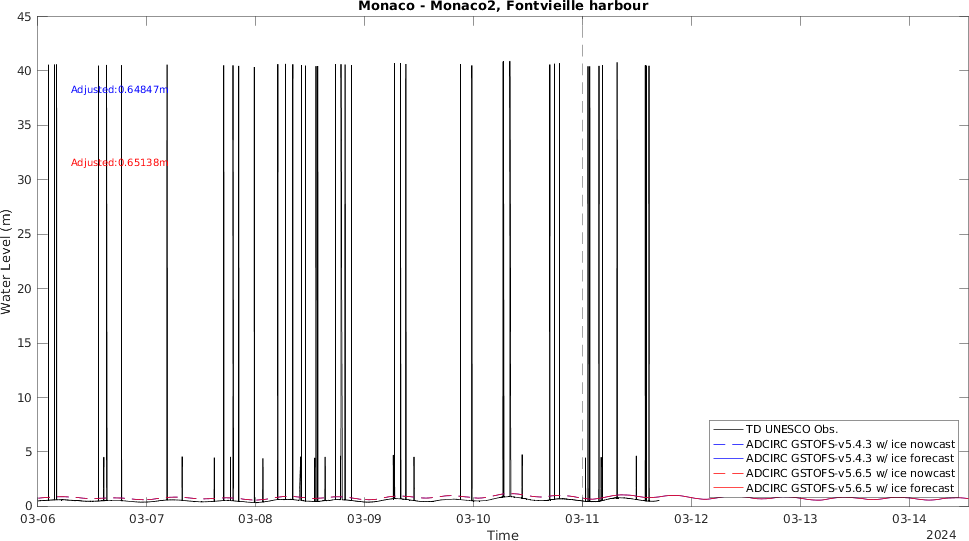 Monaco - Monaco2, Fontvieille harbour
45
40
35
30
25
20
15
10
5
0
Water Level (m)
Adjusted:0.64847m
Adjusted:0.65138m
TD UNESCO Obs.
ADCIRC GSTOFS-v5.4.3 w/ ice nowcast
ADCIRC GSTOFS-v5.4.3 w/ ice forecast
ADCIRC GSTOFS-v5.6.5 w/ ice nowcast
ADCIRC GSTOFS-v5.6.5 w/ ice forecast
03-06 03-07 03-08 03-09 03-10 03-11 03-12 03-13 03-14
Time
2024